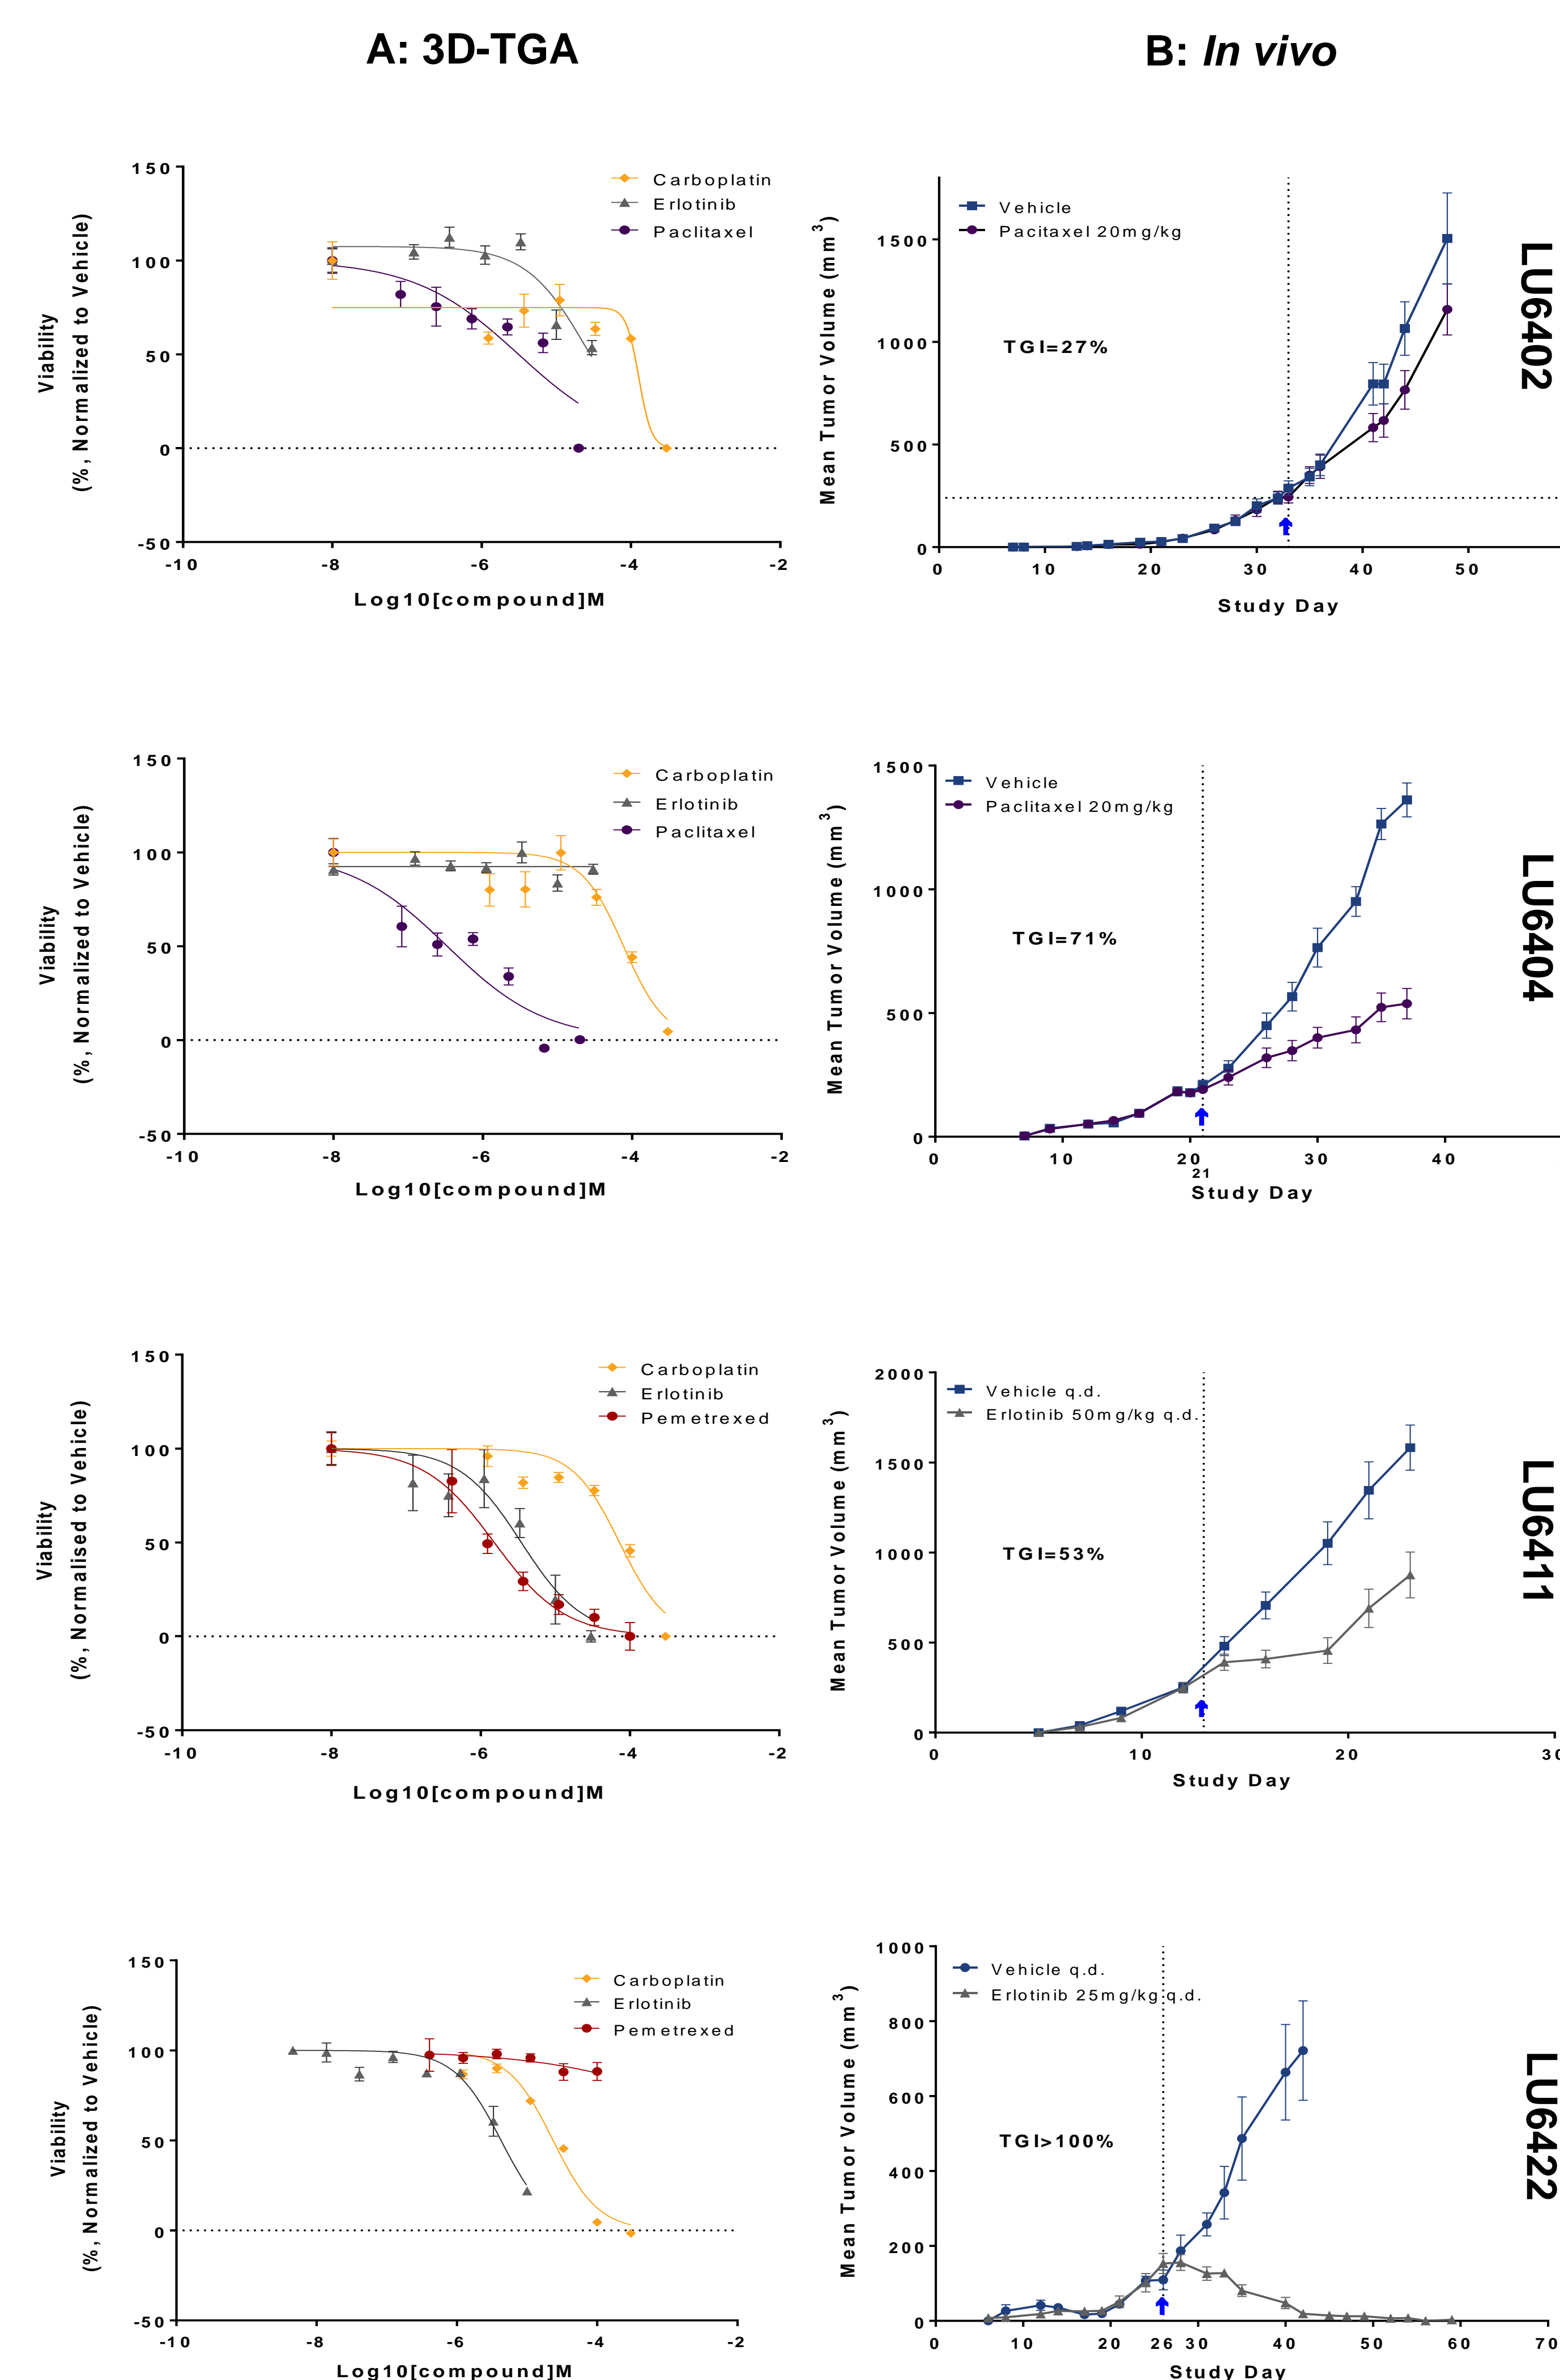 A: 3D-TGA
B: In vivo
150
100
50
0
-50
-10
-8
-6
-4
-2
Viability
(%, Normalized to Vehicle)
Log10[compound]M
Carboplatin
Erlotinib
Paclitaxel
1500
1000
500
0
0
10
20
30
40
50
Mean Tumor Volume (mm3)
Study Day
Vehicle
Pacitaxel 20mg/kg
TGI=27%
LU6402
150
100
50
0
-50
-10
-8
-6
-4
-2
Viability
(%, Normalized to Vehicle)
Log10[compound]M
Carboplatin
Erlotinib
Paclitaxel
1500
1000
500
0
0
10
20
30
40
21
Mean Tumor Volume (mm3)
Study Day
Vehicle
Paclitaxel 20mg/kg
TGI=71%
LU6404
150
100
50
0
-50
-10
-8
-6
-4
-2
Viability
(%, Normalised to Vehicle)
Log10[compound]M
Carboplatin
Erlotinib
Pemetrexed
2000
1500
1000
500
0
0
10
20
30
Mean Tumor Volume (mm3)
Study Day
Vehicle q.d.
Erlotinib 50mg/kg q.d.
TGI=53%
LU6411
150
100
50
0
-50
-10
-8
-6
-4
-2
Viability
(%, Normalized to Vehicle)
Log10[compound]M
Carboplatin
Erlotinib
Pemetrexed
1000
800
600
400
200
0
0
10
20
26
30
40
50
60
70
Mean Tumor Volume (mm3)
Study Day
Vehicle q.d.
Erlotinib 25mg/kg q.d.
TGI>100%
LU6422